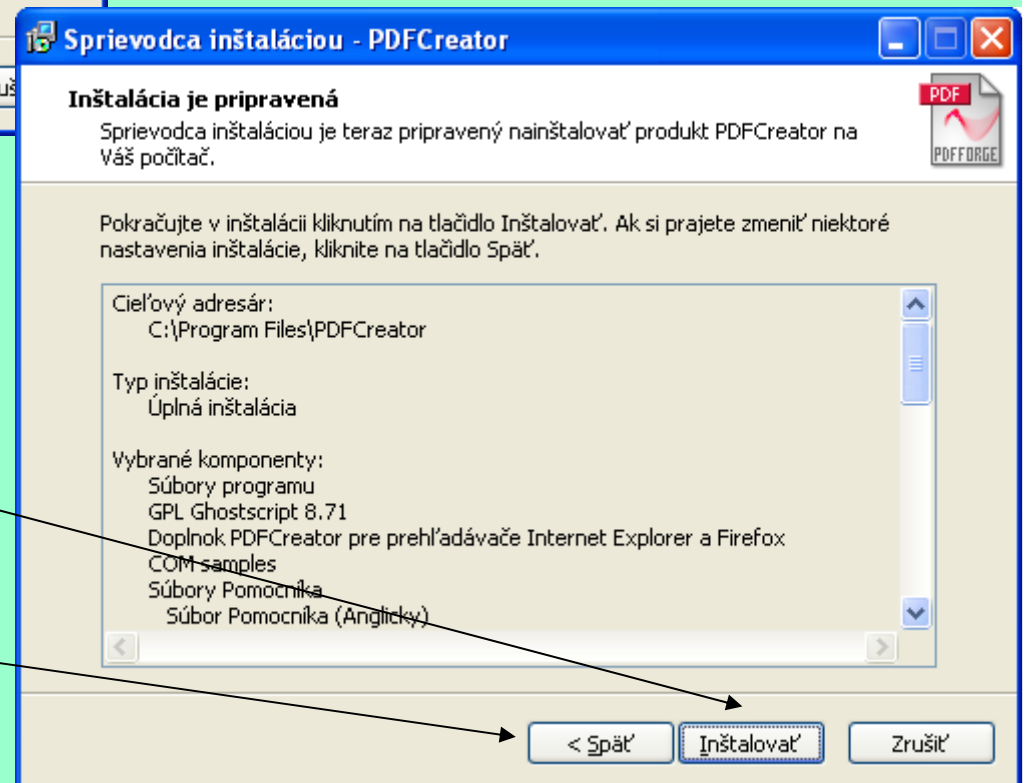 Sprievodca inštaláciou - PDFCreator
Inštalácia je pripravená
Sprievodca inštaláciou je teraz pripravený nainštalovať produkt PDFCreator na
Váš počítač.
PDF
PDFFORGE
Pokračujte v inštalácii kliknutím na tlačidlo Inštalovať. Ak si prajete zmeniť niektoré
nastavenia inštalácie, kliknite na tlačidlo Späť.
Cieľový adresár:
C:\Program Files\PDFCreator
Typ inštalácie:
Úplná inštalácia
Vybrané komponenty:
Súbory programu
GPL Ghostscript 8.71
Doplnok PDFCreator pre prehľadávače Internet Explorer a Firefox
COM samples
Súbory Pomocníka
Súbor Pomocníka (Anglicky)
< Späť Inštalovať Zrušiť